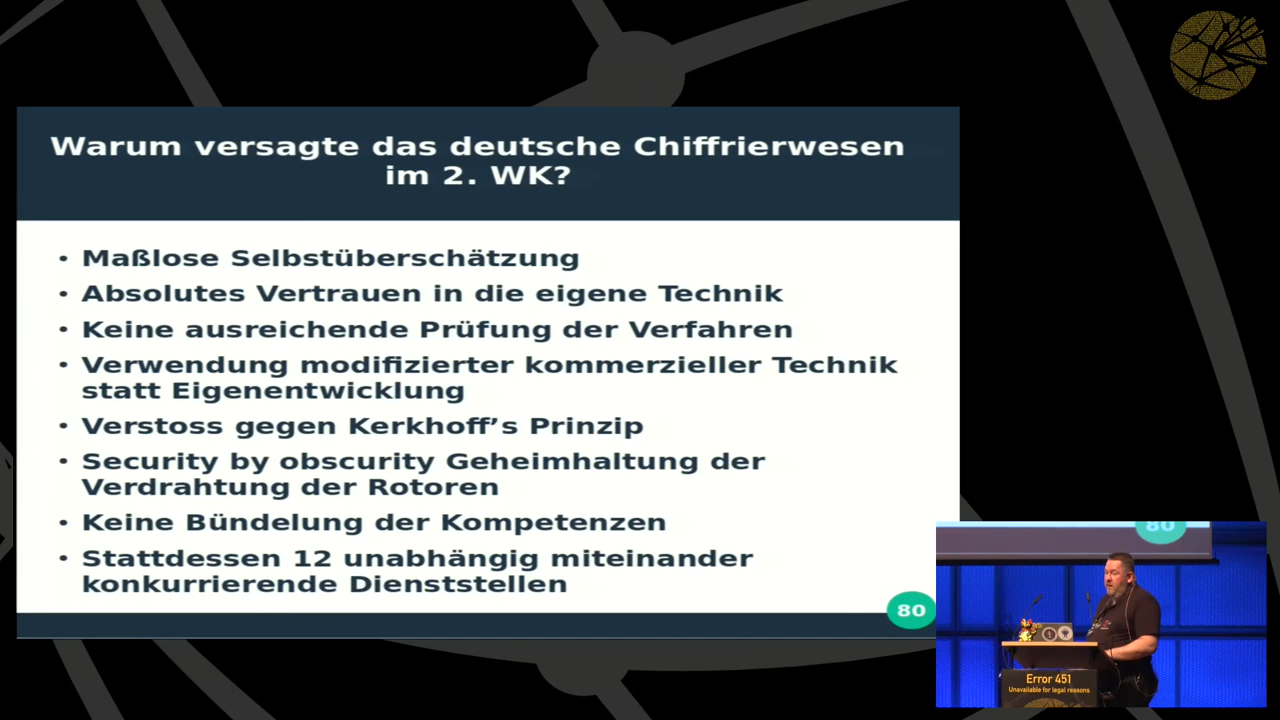 Warum versagte das deutsche Chiffrierwesen
im 2. WK?
• Maßlose Selbstüberschätzung
• Absolutes Vertrauen in die eigene Technik
• Keine ausreichende Prüfung der Verfahren
• Verwendung modifizierter kommerzieller Technik
statt Eigenentwicklung
• Verstoss gegen Kerkhoff’s Prinzip
• Security by obscurity Geheimhaltung der
Verdrahtung der Rotoren
• Keine Bündelung der Kompetenzen
• Stattdessen 12 unabhängig miteinander
konkurrierende Dienststellen
80
80
Error 451
Unavailable for legal reasons